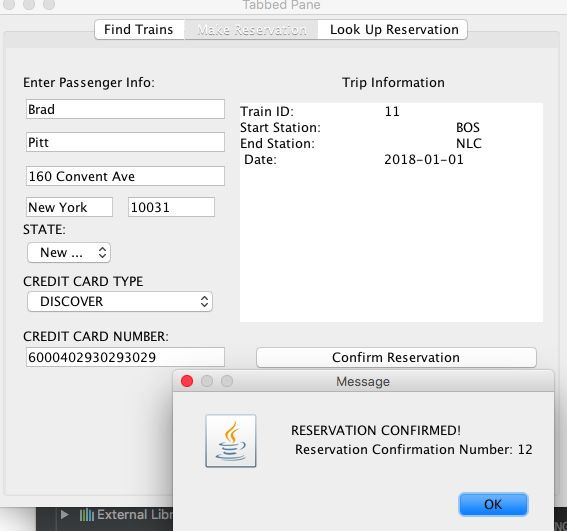 Tabbed Pane
Find Trains Make Reservation Look Up Reservation
Enter Passenger Info:
Brad
Pitt
160 Convent Ave
New York 10031
STATE:
New ...
CREDIT CARD TYPE
DISCOVER
CREDIT CARD NUMBER:
6000402930293029
Trip Information
Train ID: 11
Start Station: BOS
End Station: NLC
Date: 2018-01-01
Confirm Reservation
Message
RESERVATION CONFIRMED!
Reservation Confirmation Number: 12
OK
External Libr